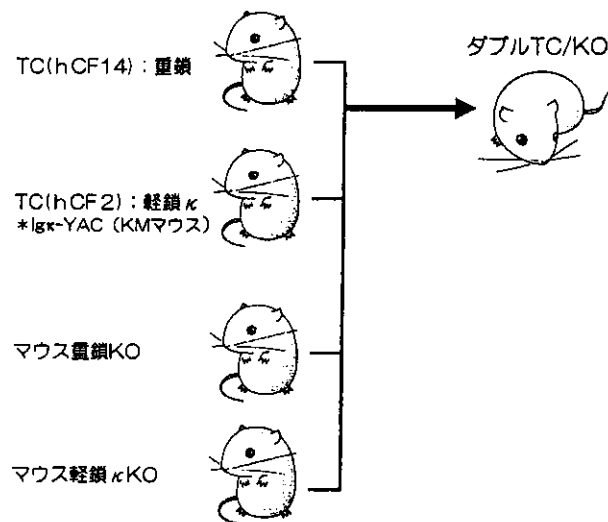 TC(hCF14)：重鎖
ダブルTC/KO
TC(hCF2)：軽鎖κ
*Igκ-YAC（KMマウス）
マウス重鎖KO
マウス軽鎖κKO